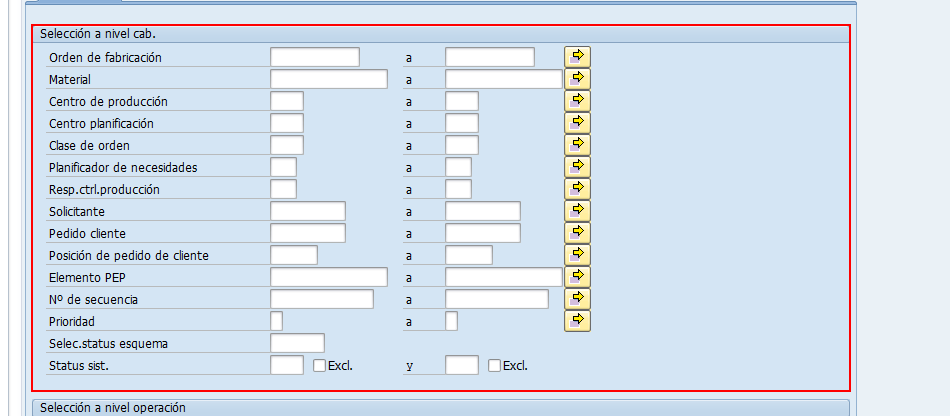 Selección a nivel cab.
Orden de fabricación a
Material a
Centro de producción a
Centro planificación a
Clase de orden a
Planificador de necesidades a
Resp.ctrl.producción a
Solicitante a
Pedido cliente a
Posición de pedido de cliente a
Elemento PEP a
Nº de secuencia a
Prioridad a
Selec.status esquema
Status sist. Excl. y Excl.
Selección a nivel operación